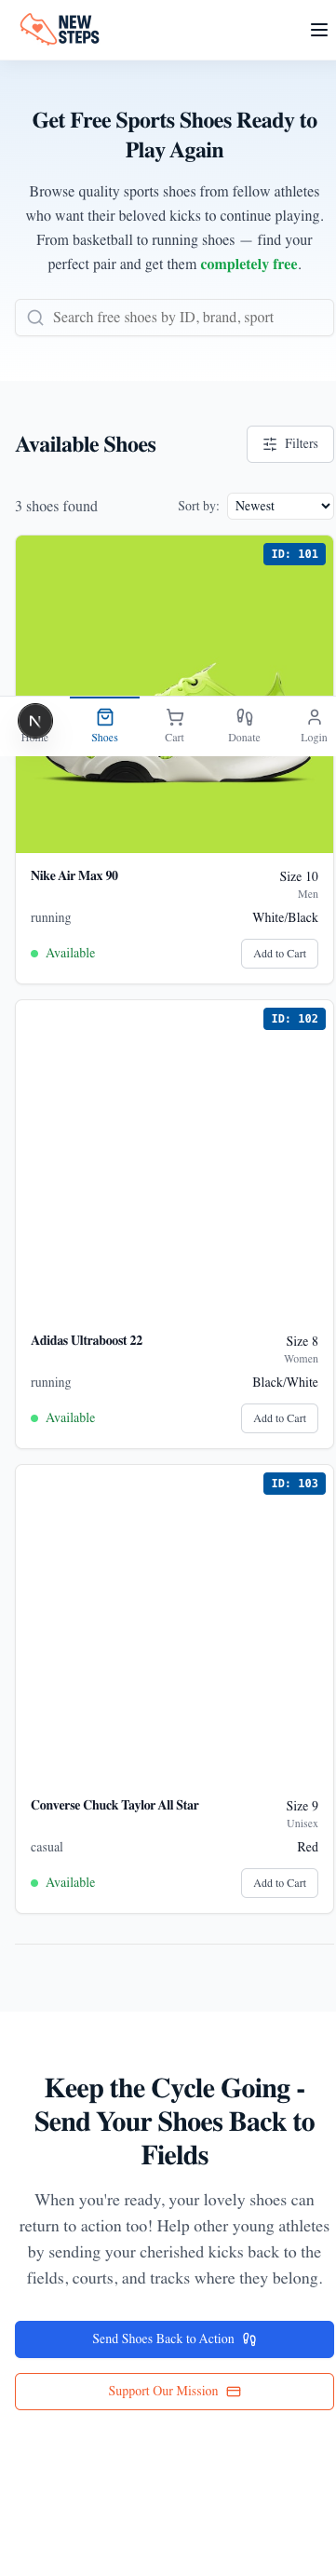 NEW
STEPS
Get Free Sports Shoes Ready to
Play Again
Browse quality sports shoes from fellow athletes
who want their beloved kicks to continue playing.
From basketball to running shoes — find your
perfect pair and get them completely free.
Search free shoes by ID, brand, sport
Available Shoes
Filters
3 shoes found
Sort by:
Newest
ID: 101
N
Home
Shoes
Cart
Donate
Login
Nike Air Max 90
Size 10
Men
running
White/Black
Available
Add to Cart
ID: 102
Adidas Ultraboost 22
Size 8
Women
running
Black/White
Available
Add to Cart
ID: 103
Converse Chuck Taylor All Star
Size 9
Unisex
casual
Red
Available
Add to Cart
Keep the Cycle Going -
Send Your Shoes Back to
Fields
When you're ready, your lovely shoes can
return to action too! Help other young athletes
by sending your cherished kicks back to the
fields, courts, and tracks where they belong.
Send Shoes Back to Action
Support Our Mission